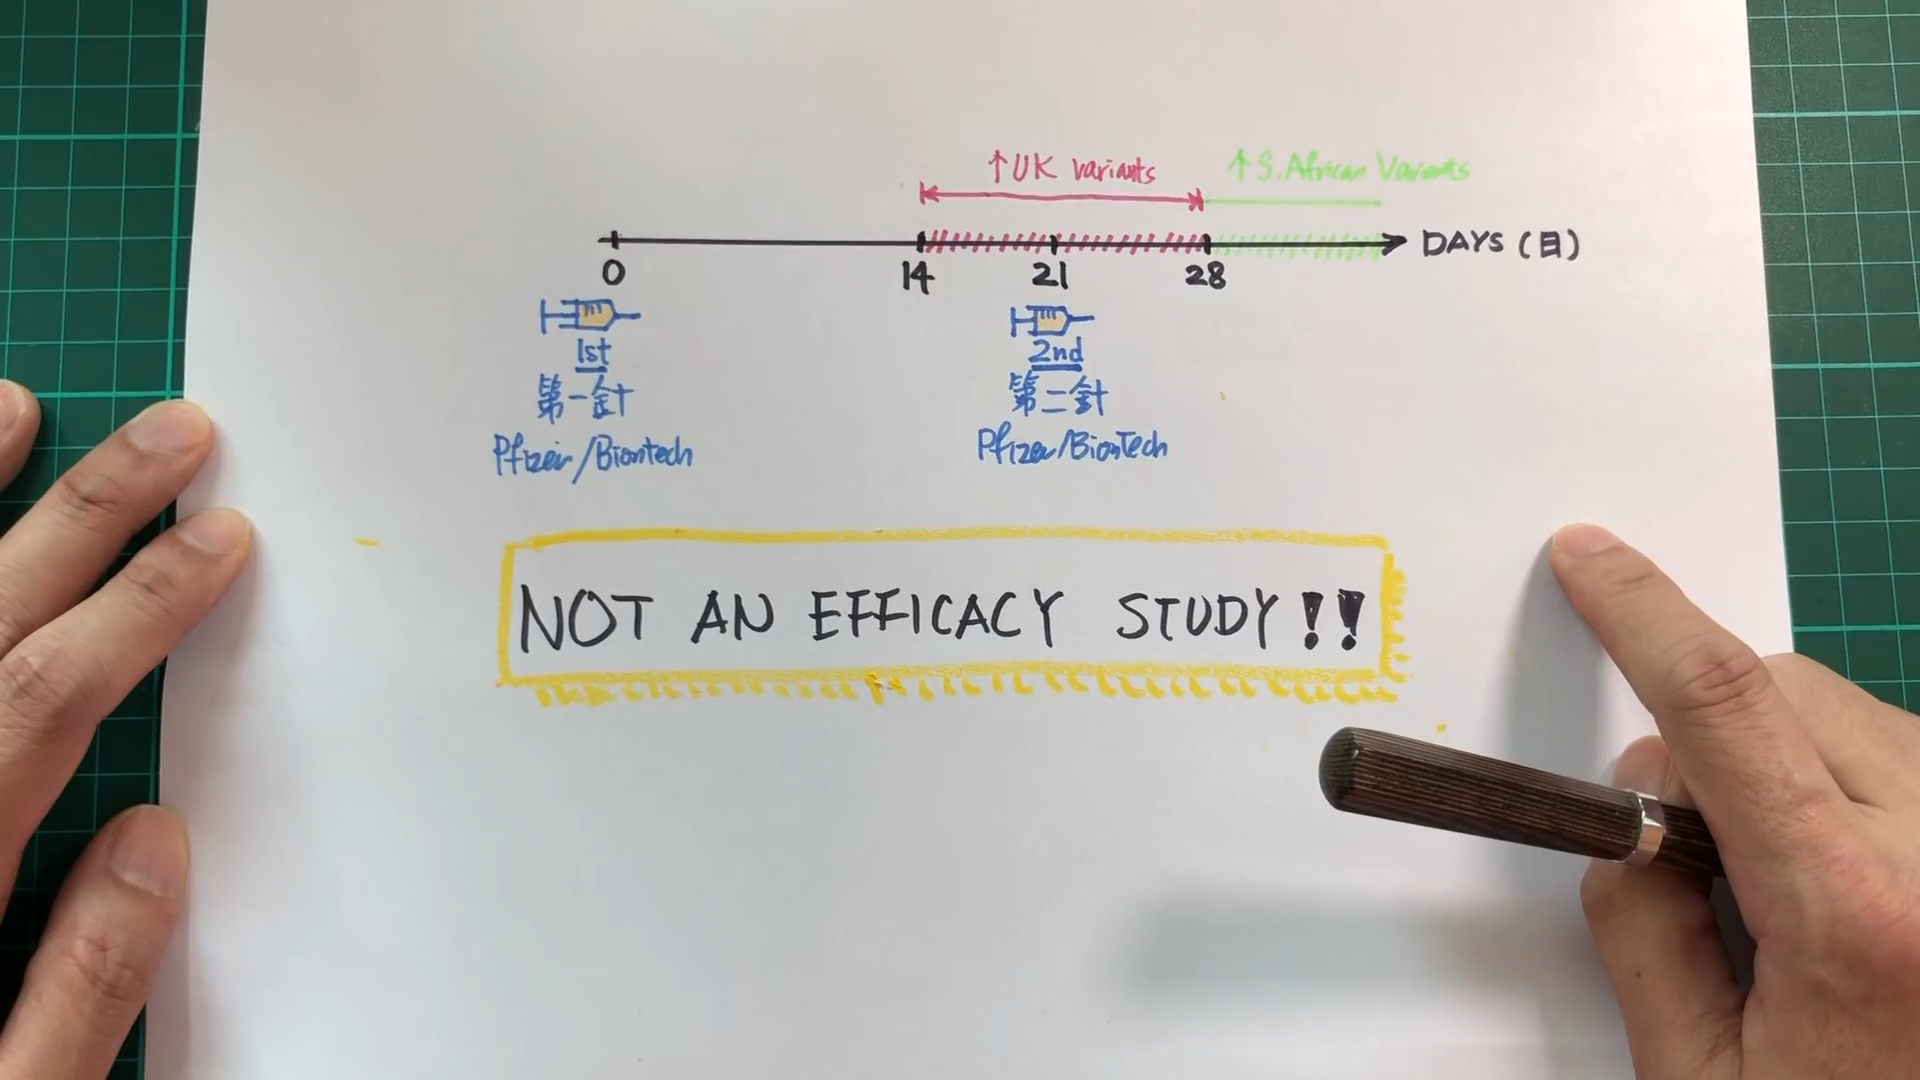 ↑UK variants
↑S. African Variants
DAYS (日)
0
14
21
28
1st
第一針
Pfizer/Biontech
2nd
第二針
Pfizer/BionTech
NOT AN EFFICACY STUDY!!